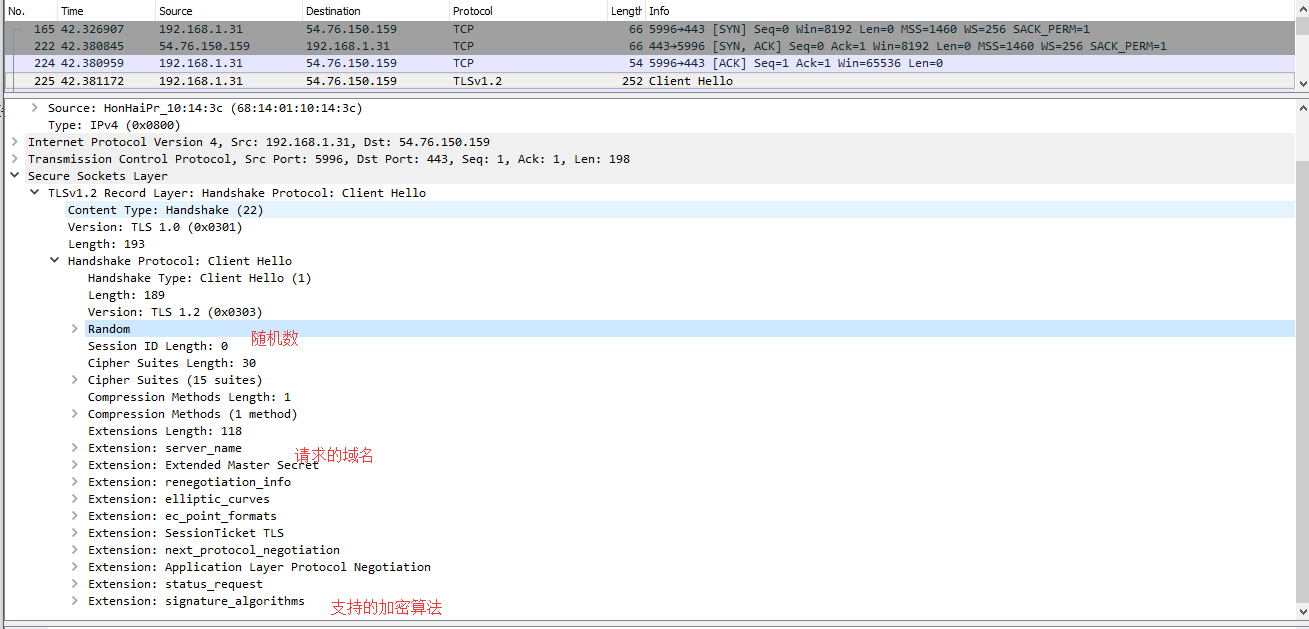 No. Time Source Destination Protocol Length Info
165 42.326907 192.168.1.31 54.76.150.159 TCP 66 5996→443 [SYN] Seq=0 Win=8192 Len=0 MSS=1460 WS=256 SACK_PERM=1
222 42.380845 54.76.150.159 192.168.1.31 TCP 66 443→5996 [SYN, ACK] Seq=0 Ack=1 Win=8192 Len=0 MSS=1460 WS=256 SACK_PERM=1
224 42.380959 192.168.1.31 54.76.150.159 TCP 54 5996→443 [ACK] Seq=1 Ack=1 Win=65536 Len=0
225 42.381172 192.168.1.31 54.76.150.159 TLSv1.2 252 Client Hello
Source: HonHaiPr_10:14:3c (68:14:01:10:14:3c)
Type: IPv4 (0x0800)
Internet Protocol Version 4, Src: 192.168.1.31, Dst: 54.76.150.159
Transmission Control Protocol, Src Port: 5996, Dst Port: 443, Seq: 1, Ack: 1, Len: 198
Secure Sockets Layer
TLSv1.2 Record Layer: Handshake Protocol: Client Hello
Content Type: Handshake (22)
Version: TLS 1.0 (0x0301)
Length: 193
Handshake Protocol: Client Hello
Handshake Type: Client Hello (1)
Length: 189
Version: TLS 1.2 (0x0303)
Random
随机数
Session ID Length: 0
Cipher Suites Length: 30
Cipher Suites (15 suites)
Compression Methods Length: 1
Compression Methods (1 method)
Extensions Length: 118
Extension: server_name
请求的域名
Extension: Extended Master Secret
Extension: renegotiation_info
Extension: elliptic_curves
Extension: ec_point_formats
Extension: SessionTicket TLS
Extension: next_protocol_negotiation
Extension: Application Layer Protocol Negotiation
Extension: status_request
Extension: signature_algorithms
支持的加密算法